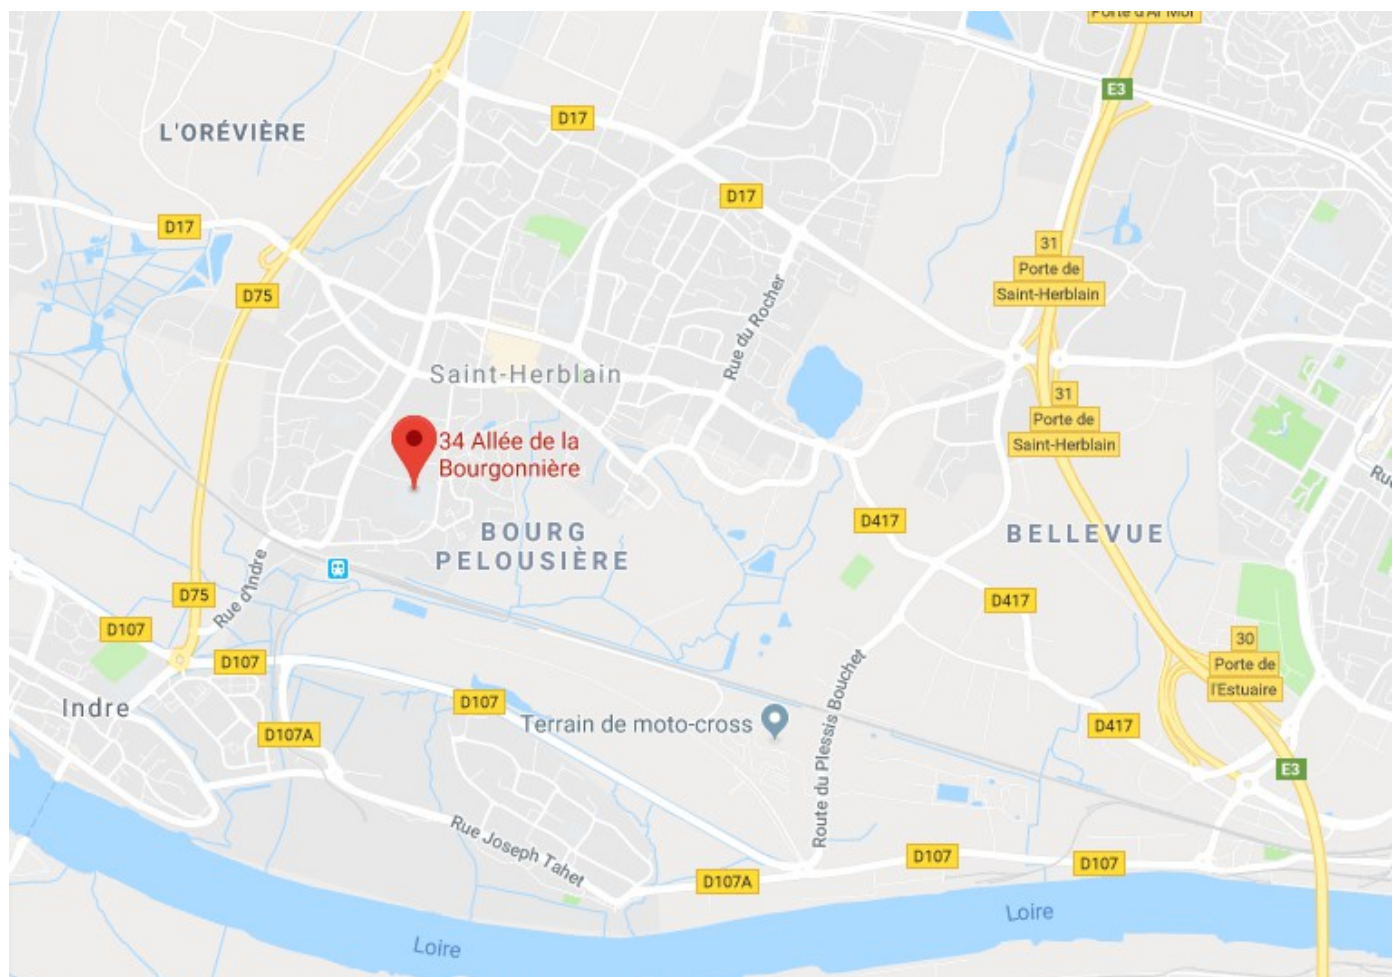 Porte d'Ar Mor
E3
D17
L'ORÉVIÈRE
D17
D17
31
Porte de
Saint-Herblain
D75
Rue du Rocher
Saint-Herblain
31
Porte de
Saint-Herblain
34 Allée de la
Bourgonnière
D417
BOURG
PELOUSIÈRE
BELLEVUE
Rue d'Indre
D75
D417
D107
30
Porte de
l'Estuaire
D107
D107
Indre
Terrain de moto-cross
Route du Plessis Bouchet
D417
D107A
E3
Rue Joseph Tahet
D107
D107
D107A
Loire
Loire